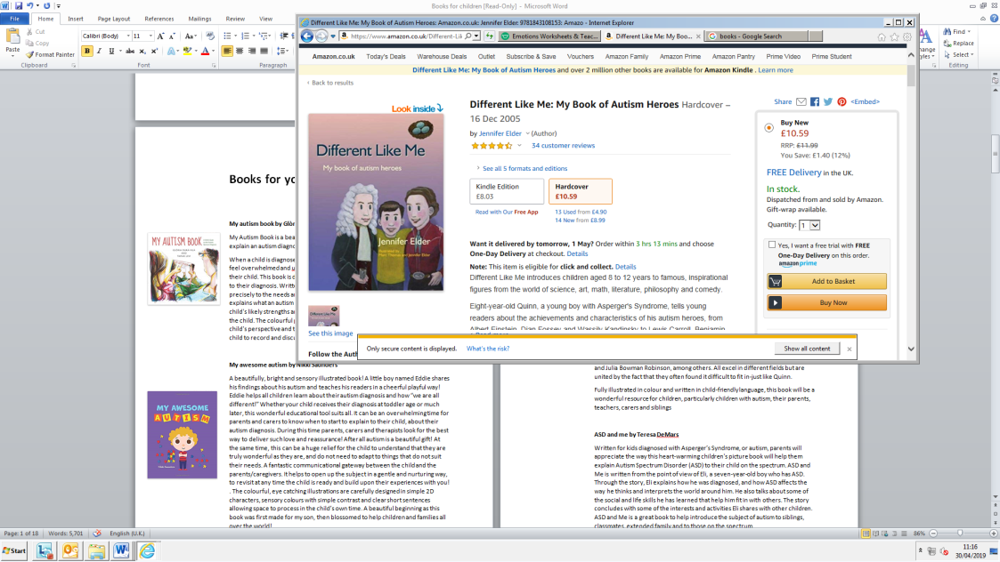 Books for children [Read-Only] – Microsoft Word
File Home Insert Page Layout References Mailings Review View
Paste
Cut
Copy
Format Painter
Calibri (Body) 11
Clipboard Font Paragraph
Find
Replace
Select
Editing
Different Like Me: My Book of Autism Heroes: Amazon.co.uk: Jennifer Elder: 9781843108153: Amazo - Internet Explorer
https://www.amazon.co.uk/Different-Li
Emotions Worksheets & Teac...
Different Like Me: My Boo...
books - Google Search
Amazon.co.uk Today's Deals Warehouse Deals Outlet Subscribe & Save Vouchers Amazon Family Amazon Prime Amazon Pantry Prime Video Prime Student
Different Like Me: My Book of Autism Heroes and over 2 million other books are available for Amazon Kindle . Learn more
‹ Back to results
Look inside
Different Like Me
My book of autism heroes
Jennifer Elder
See this image
Follow the Auth
Different Like Me: My Book of Autism Heroes Hardcover –
16 Dec 2005
by Jennifer Elder (Author)
34 customer reviews
See all 5 formats and editions
Kindle Edition
£8.03
Hardcover
£10.59
Read with Our Free App
13 Used from £4.90
14 New from £8.99
Want it delivered by tomorrow, 1 May? Order within 3 hrs 13 mins and choose
One-Day Delivery at checkout. Details
Note: This item is eligible for click and collect. Details
Different Like Me introduces children aged 8 to 12 years to famous, inspirational
figures from the world of science, art, math, literature, philosophy and comedy.
Eight-year-old Quinn, a young boy with Asperger's Syndrome, tells young
readers about the achievements and characteristics of his autism heroes, from
Albert Einstein, Dian Fossey and Wassily Kandinsky to Lewis Carroll, Benjamin
Share <Embed>
Buy New
£10.59
RRP: £11.99
You Save: £1.40 (12%)
FREE Delivery in the UK.
In stock.
Dispatched from and sold by Amazon.
Gift-wrap available.
Quantity: 1
Yes, I want a free trial with FREE
One-Day Delivery on this order.
amazonprime
Add to Basket
Buy Now
Only secure content is displayed. What's the risk?
Show all content
Books for yo
My autism book by Glòr
My Autism Book is a bea
explain an autism diagno
When a child is diagnose
feel overwhelmed and u
their child. This book is d
to their diagnosis. Writte
precisely to the needs a
explains what an autism
child's likely strengths a
the child. The colourful p
child's perspective and t
child to record and discu
MY AUTISM BOOK
My awesome autism by Nikki Saunders
A beautifully, bright and sensory illustrated book! A little boy named Eddie shares
his findings about his autism and teaches his readers in a cheerful playful way!
Eddie helps all children learn about their autism diagnosis and how "we are all
different!" Whether your child receives their diagnosis at toddler age or much
later, this wonderful educational tool suits all. It can be an overwhelming time for
parents and carers to know when to start to explain to their child, about their
autism diagnosis. During this time parents, carers and therapists look for the best
way to deliver such love and reassurance! After all autism is a beautiful gift! At
the same time, this can be a huge relief for the child to understand that they are
truly wonderful as they are, and do not need to adapt to things that do not suit
their needs. A fantastic communicational gateway between the child and the
parents/caregivers. It helps to open up the subject in a gentle and nurturing way,
to revisit at any time the child is ready and build upon their experiences with you!
. The colourful, eye catching illustrations are carefully designed in simple 2D
characters, sensory colours with simple contrast and clear short sentences
allowing space to process in the child's own time. A beautiful beginning as this
book was first made for my son, then blossomed to help children and families all
over the world!
MY AWESOME
AUTISM
and Julia Bowman Robinson, among others. All excel in different fields but are
united by the fact that they often found it difficult to fit in-just like Quinn.
Fully illustrated in colour and written in child-friendly language, this book will be a
wonderful resource for children, particularly children with autism, their parents,
teachers, carers and siblings
ASD and me by Teresa DeMars
Written for kids diagnosed with Asperger's Syndrome, or autism, parents will
appreciate the way this heart-warming children's picture book will help them
explain Autism Spectrum Disorder (ASD) to their child on the spectrum. ASD and
Me is written from the point of view of Eli, a seven-year-old boy who has ASD.
Through the story, Eli explains how he was diagnosed, and how ASD affects the
way he thinks and interprets the world around him. He also talks about some of
the social and life skills he has learned that help him fit in with others. The story
concludes with some of the interests and activities Eli shares with other children.
ASD and Me is a great book to help introduce the subject of autism to siblings,
classmates, extended family and to those on the spectrum.
Page: 1 of 18 Words: 5,701 English (U.K.) 86%
Start
11:16
30/04/2019